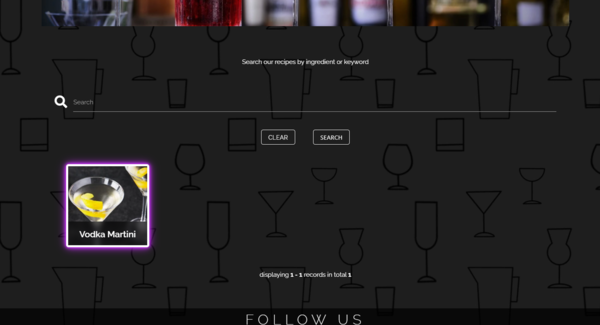 Search our recipes by ingredient or keyword
Search
CLEAR
SEARCH
Vodka Martini
displaying 1 - 1 records in total 1
FOLLOW US